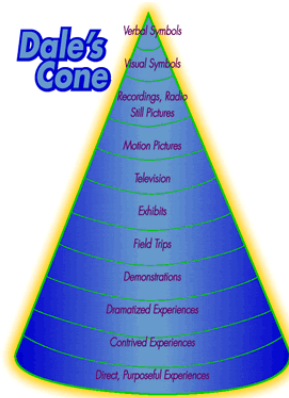 Dale's
Cone
Verbal Symbols
Visual Symbols
Recordings, Radio
Still Pictures
Motion Pictures
Television
Exhibits
Field Trips
Demonstrations
Dramatized Experiences
Contrived Experiences
Direct, Purposeful Experiences